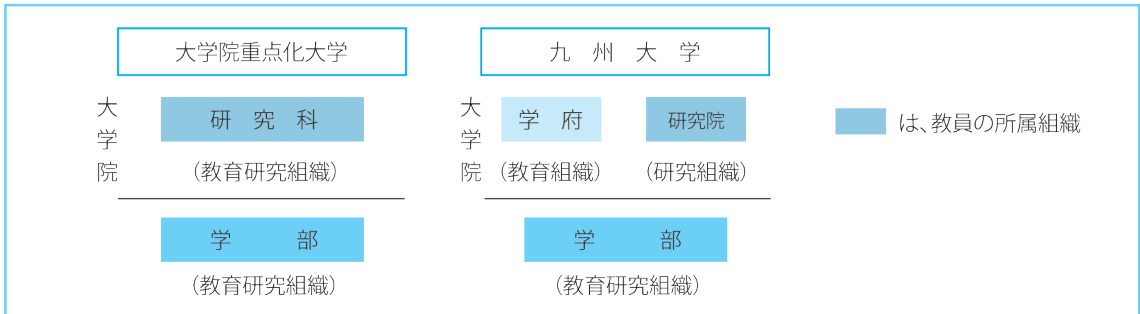 大学院重点化大学
大学院
研究科
(教育研究組織)
学部
(教育研究組織)
九州大学
大学院
学府
(教育組織)
研究院
(研究組織)
学部
(教育研究組織)
は、教員の所属組織